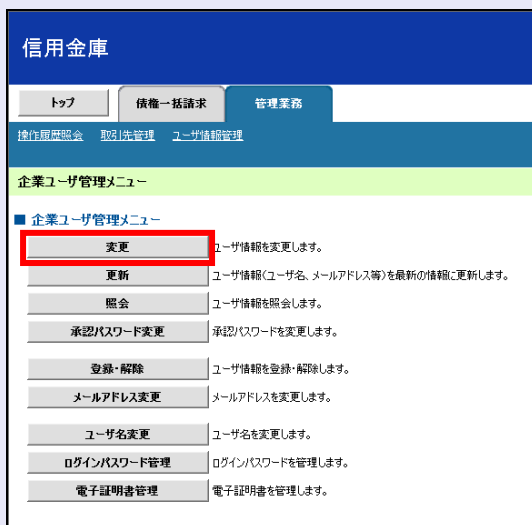 信用金庫
トップ 債権一括請求 管理業務
操作履歴照会 取引先管理 ユーザ情報管理
企業ユーザ管理メニュー
■ 企業ユーザ管理メニュー
変更 ユーザ情報を変更します。
更新 ユーザ情報(ユーザ名、メールアドレス等)を最新の情報に更新します。
照会 ユーザ情報を照会します。
承認パスワード変更 承認パスワードを変更します。
登録・解除 ユーザ情報を登録・解除します。
メールアドレス変更 メールアドレスを変更します。
ユーザ名変更 ユーザ名を変更します。
ログインパスワード管理 ログインパスワードを管理します。
電子証明書管理 電子証明書を管理します。